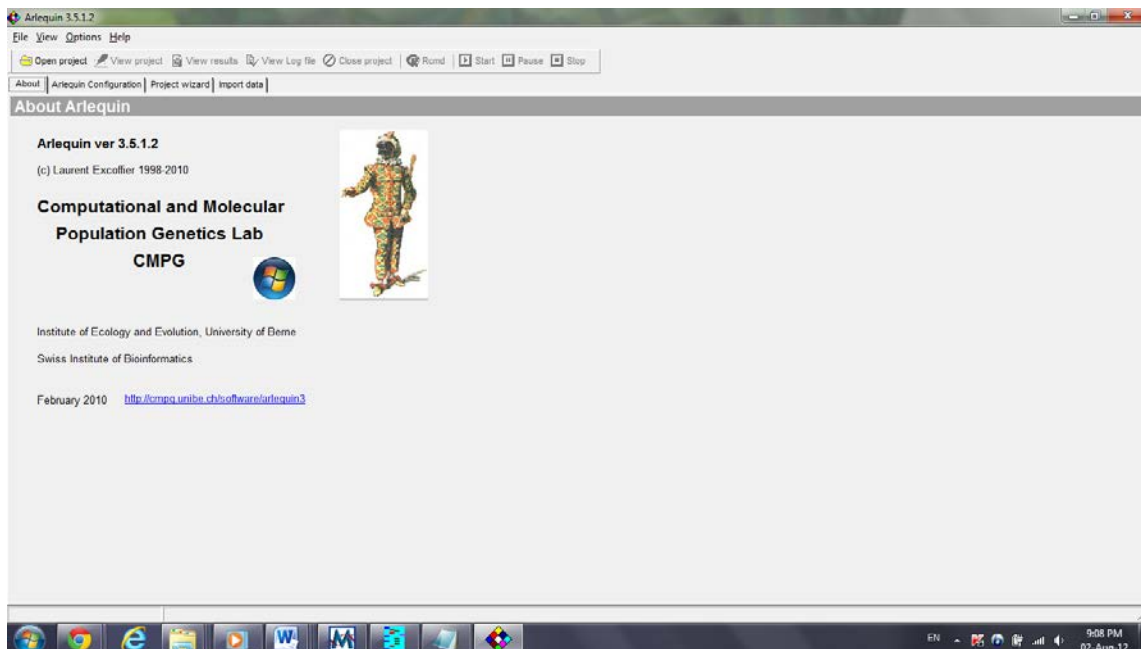 Arlequin 3.5.1.2
File View Options Help
Open project View project View results View Log file Close project Rcmd Start Pause Stop
About Arlequin Configuration Project wizard Import data
About Arlequin
Arlequin ver 3.5.1.2
(c) Laurent Excoffier 1998-2010
Computational and Molecular
Population Genetics Lab
CMPG
Institute of Ecology and Evolution, University of Berne
Swiss Institute of Bioinformatics
February 2010 http://cmpg.unibe.ch/software/arlequin3
EN 9:08 PM
02-Aug-12